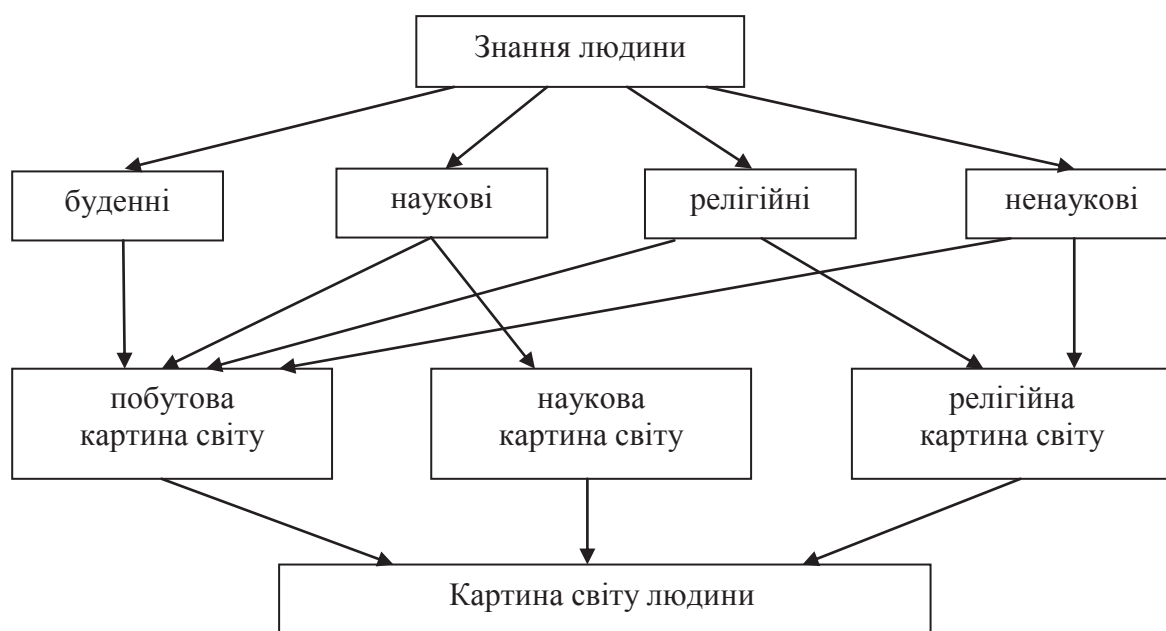 Знання людини
буденні
наукові
релігійні
ненаукові
побутова
картина світу
наукова
картина світу
релігійна
картина світу
Картина світу людини